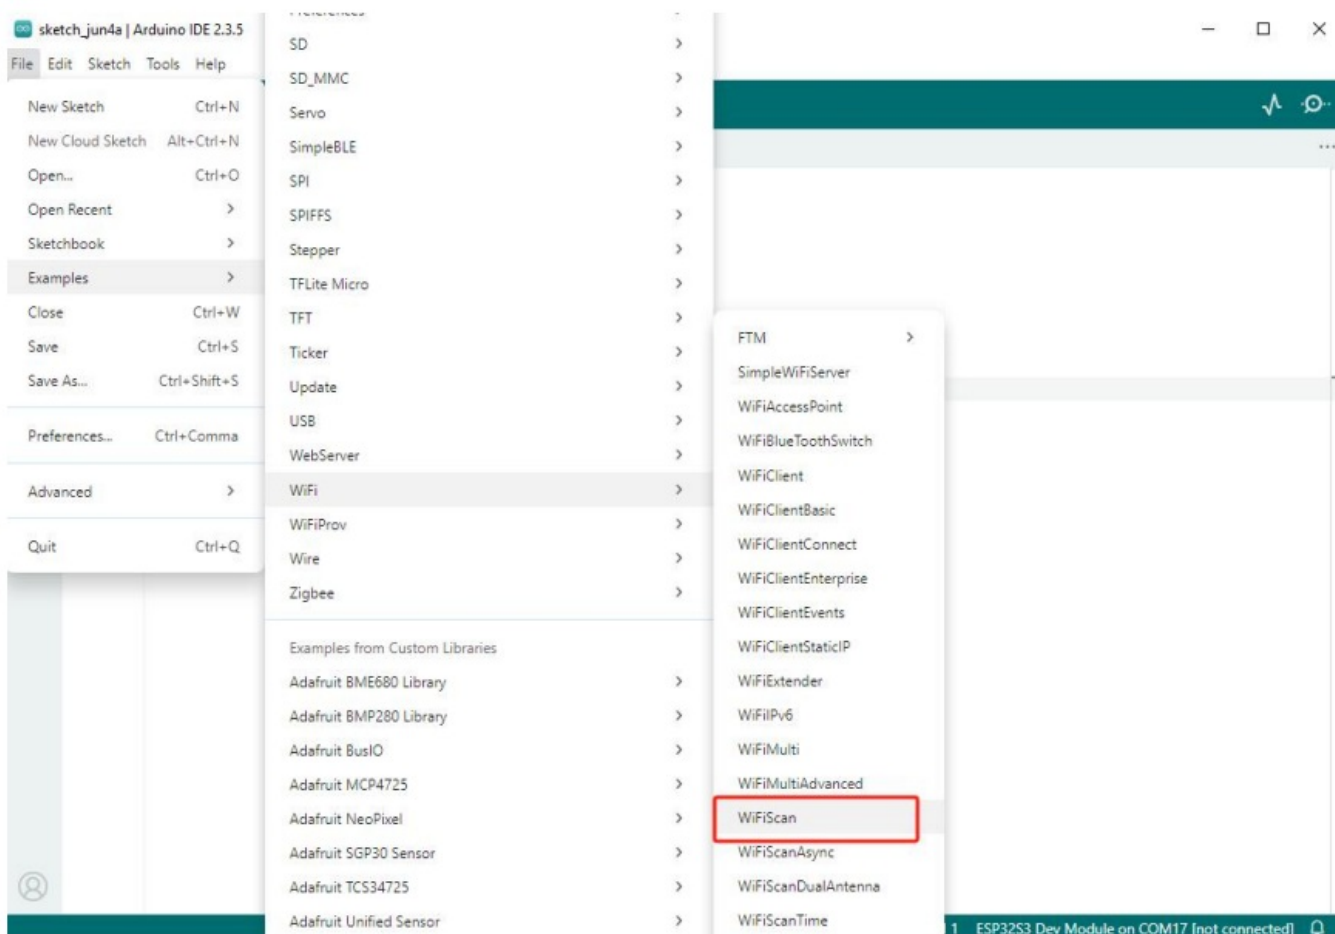 sketch_jun4a | Arduino IDE 2.3.5
File Edit Sketch Tools Help
New Sketch Ctrl+N
New Cloud Sketch Alt+Ctrl+N
Open... Ctrl+O
Open Recent >
Sketchbook >
Examples >
Close Ctrl+W
Save Ctrl+S
Save As... Ctrl+Shift+S
Preferences... Ctrl+Comma
Advanced >
Quit Ctrl+Q
SD >
SD_MMC >
Servo >
SimpleBLE >
SPI >
SPIFFS >
Stepper >
TFLite Micro >
TFT >
Ticker >
Update >
USB >
WebServer >
WiFi >
WiFiProv >
Wire >
Zigbee >
Examples from Custom Libraries
Adafruit BME680 Library >
Adafruit BMP280 Library >
Adafruit BusIO >
Adafruit MCP4725 >
Adafruit NeoPixel >
Adafruit SGP30 Sensor >
Adafruit TCS34725 >
Adafruit Unified Sensor >
FTM >
SimpleWiFiServer
WiFiAccessPoint
WiFiBlueToothSwitch
WiFiClient
WiFiClientBasic
WiFiClientConnect
WiFiClientEnterprise
WiFiClientEvents
WiFiClientStaticIP
WiFiExtender
WiFiIPv6
WiFiMulti
WiFiMultiAdvanced
WiFiScan
WiFiScanAsync
WiFiScanDualAntenna
WiFiScanTime
1 ESP32S3 Dev Module on COM17 [not connected]